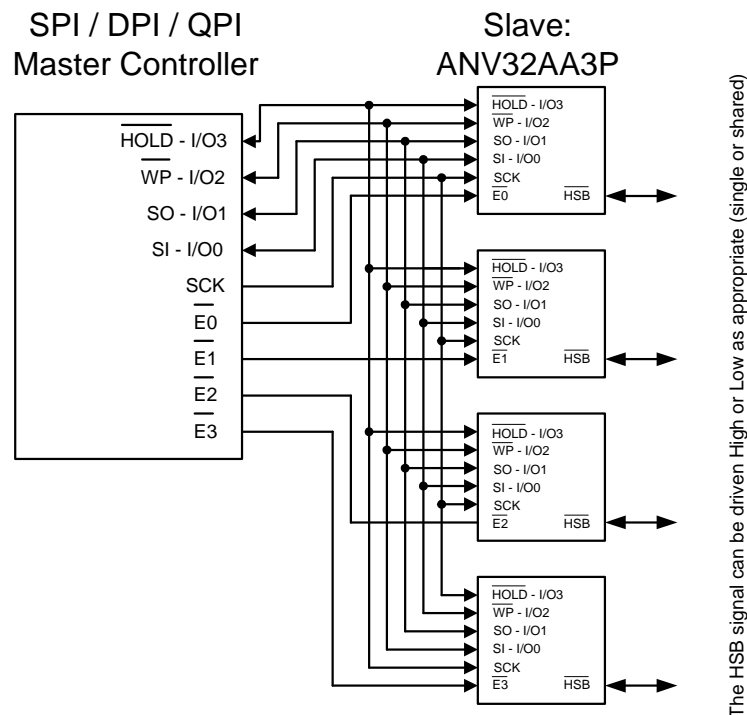 SPI / DPI / QPI
Master Controller
HOLD - I/O3
WP - I/O2
SO - I/O1
SI - I/O0
SCK
E0
E1
E2
E3
Slave:
ANV32AA3P
HOLD - I/O3
WP - I/O2
SO - I/O1
SI - I/O0
SCK
E0 HSB
HOLD - I/O3
WP - I/O2
SO - I/O1
SI - I/O0
SCK
E1 HSB
HOLD - I/O3
WP - I/O2
SO - I/O1
SI - I/O0
SCK
E2 HSB
HOLD - I/O3
WP - I/O2
SO - I/O1
SI - I/O0
SCK
E3 HSB
The HSB signal can be driven High or Low as appropriate (single or shared)